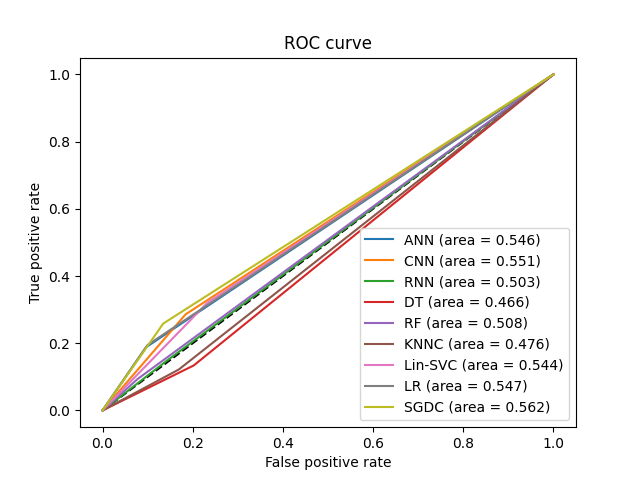 ROC curve
True positive rate
1.0
0.8
0.6
0.4
0.2
0.0
ANN (area = 0.546)
CNN (area = 0.551)
RNN (area = 0.503)
DT (area = 0.466)
RF (area = 0.508)
KNNC (area = 0.476)
Lin-SVC (area = 0.544)
LR (area = 0.547)
SGDC (area = 0.562)
0.0 0.2 0.4 0.6 0.8 1.0
False positive rate